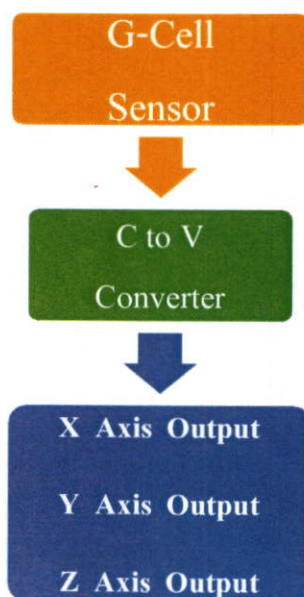 G-Cell
Sensor
C to V
Converter
X Axis Output
Y Axis Output
Z Axis Output